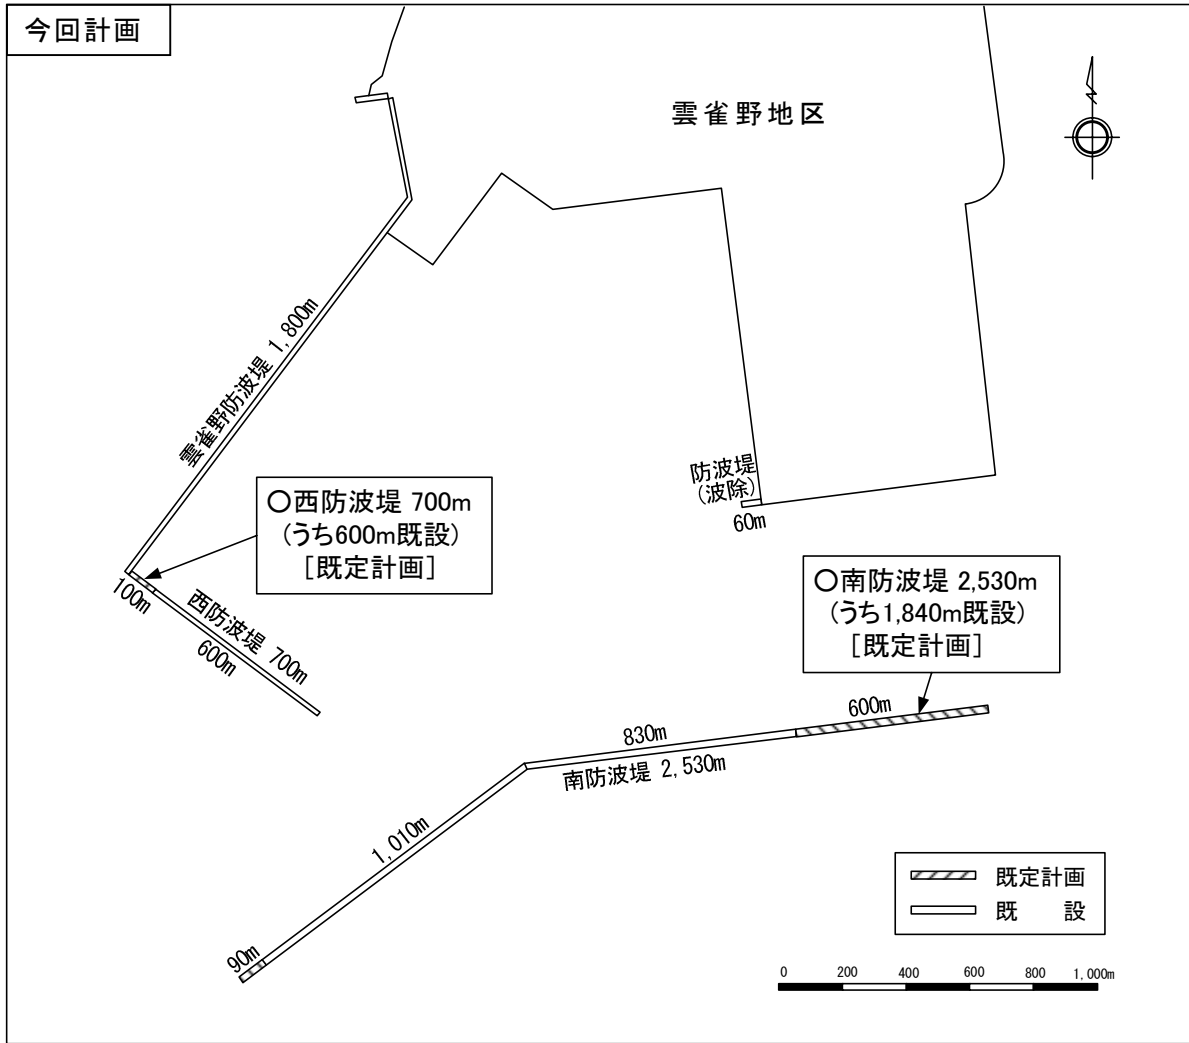 今回計画
雲雀野地区
雲雀野防波堤 1,800m
防波堤
(波除)
60m
○西防波堤 700m
(うち600m既設)
[既定計画]
100m
西防波堤 700m
600m
○南防波堤 2,530m
(うち1,840m既設)
[既定計画]
600m
830m
南防波堤 2,530m
1,010m
90m
既定計画
既 設
0 200 400 600 800 1,000m